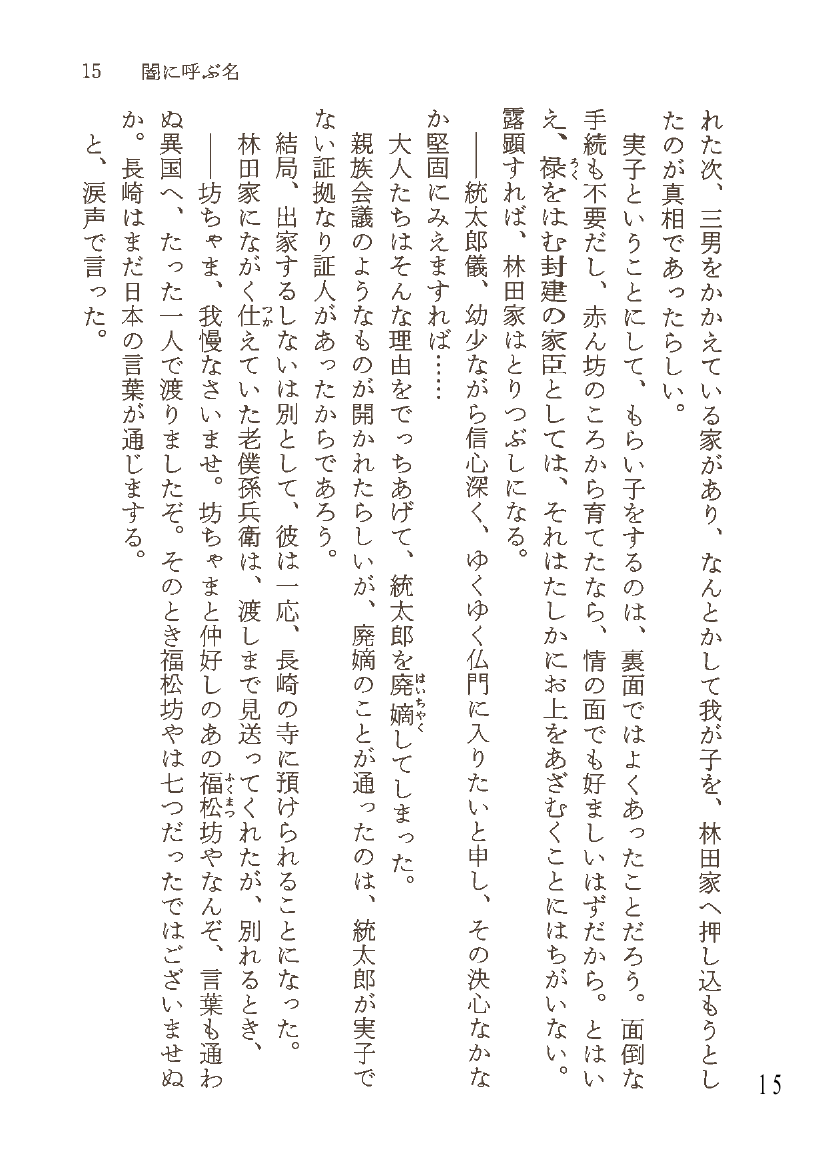 15　闇に呼ぶ名
れた次、三男をかかえている家があり、なんとかして我が子を、林田家へ押し込もうとし
たのが真相であったらしい。
　実子ということにして、もらい子をするのは、裏面ではよくあったことだろう。面倒な
手続も不要だし、赤ん坊のころから育てたなら、情の面でも好ましいはずだから。とはい
え、禄をはむ封建の家臣としては、それはたしかにお上をあざむくことにはちがいない。
露顕すれば、林田家はとりつぶしになる。
　――統太郎儀、幼少ながら信心深く、ゆくゆく仏門に入りたいと申し、その決心なかな
か堅固にみえますれば……
　大人たちはそんな理由をでっちあげて、統太郎を廃嫡してしまった。
　親族会議のようなものが開かれたらしいが、廃嫡のことが通ったのは、統太郎が実子で
ない証拠なり証人があったからであろう。
　結局、出家するしないは別として、彼は一応、長崎の寺に預けられることになった。
　林田家にながく仕えていた老僕孫兵衛は、渡しまで見送ってくれたが、別れるとき、
　――坊ちゃま、我慢なさいませ。坊ちゃまと仲好しのあの福松坊やなんぞ、言葉も通わ
ぬ異国へ、たった一人で渡りましたぞ。そのとき福松坊やは七つだったではございませぬ
か。長崎はまだ日本の言葉が通じまする。
　と、涙声で言った。
15